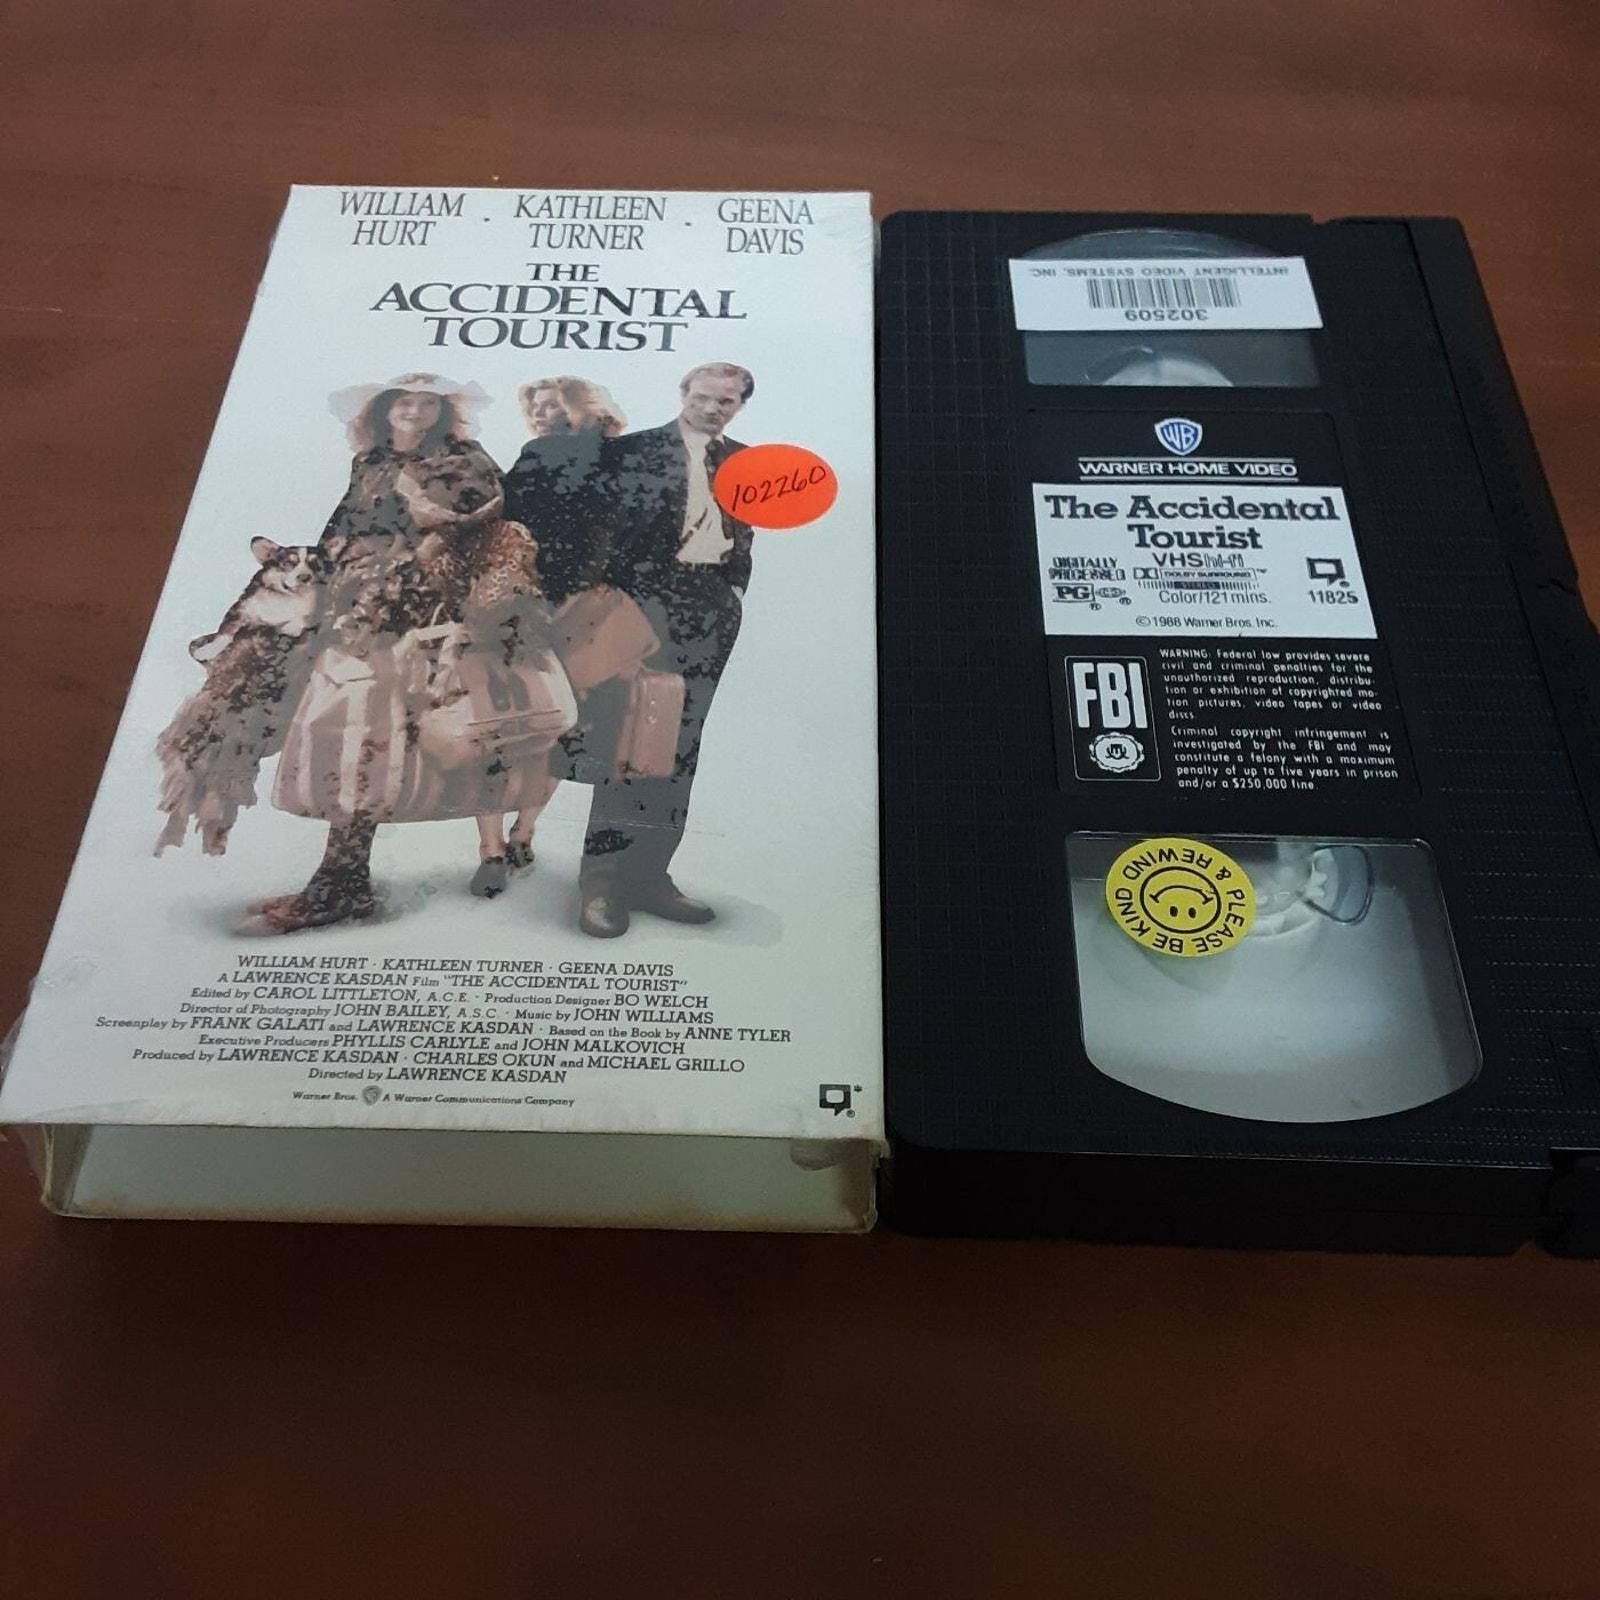 WILLIAM HURT · KATHLEEN TURNER · GEENA DAVIS
THE
ACCIDENTAL
TOURIST
102260
WILLIAM HURT · KATHLEEN TURNER · GEENA DAVIS
A LAWRENCE KASDAN Film "THE ACCIDENTAL TOURIST"
Edited by CAROL LITTLETON, A.C.E. · Production Designer BO WELCH
Director of Photography JOHN BAILEY, A.S.C. · Music by JOHN WILLIAMS
Screenplay by FRANK GALATI and LAWRENCE KASDAN · Based on the Book by ANNE TYLER
Executive Producers PHYLLIS CARLYLE and JOHN MALKOVICH
Produced by LAWRENCE KASDAN · CHARLES OKUN and MICHAEL GRILLO
Directed by LAWRENCE KASDAN
Warner Bros. WB A Warner Communications Company
INTELLIGENT VIDEO SYSTEMS, INC.
302509
WB
WARNER HOME VIDEO
The Accidental
Tourist
VHS hi-fi
DIGITALLY
PROCESSED
DOLBY SURROUND™
STEREO
PG
Color/121 mins.
11825
© 1988 Warner Bros. Inc.
FBI
WARNING: Federal law provides severe
civil and criminal penalties for the
unauthorized reproduction, distribu-
tion or exhibition of copyrighted mo-
tion pictures, video tapes or video
discs.
Criminal copyright infringement is
investigated by the FBI and may
constitute a felony with a maximum
penalty of up to five years in prison
and/or a $250,000 fine.
PLEASE BE KIND & REWIND